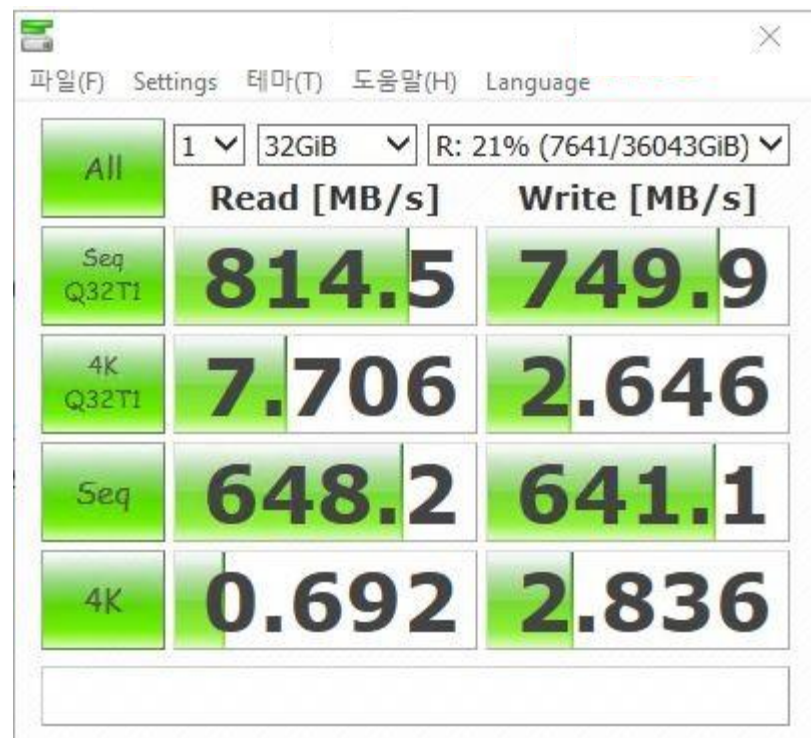 파일(F) Settings 테마(T) 도움말(H) Language
All 1 32GiB R: 21% (7641/36043GiB)
Read [MB/s] Write [MB/s]
Seq
Q32T1 814.5 749.9
4K
Q32T1 7.706 2.646
Seq 648.2 641.1
4K 0.692 2.836